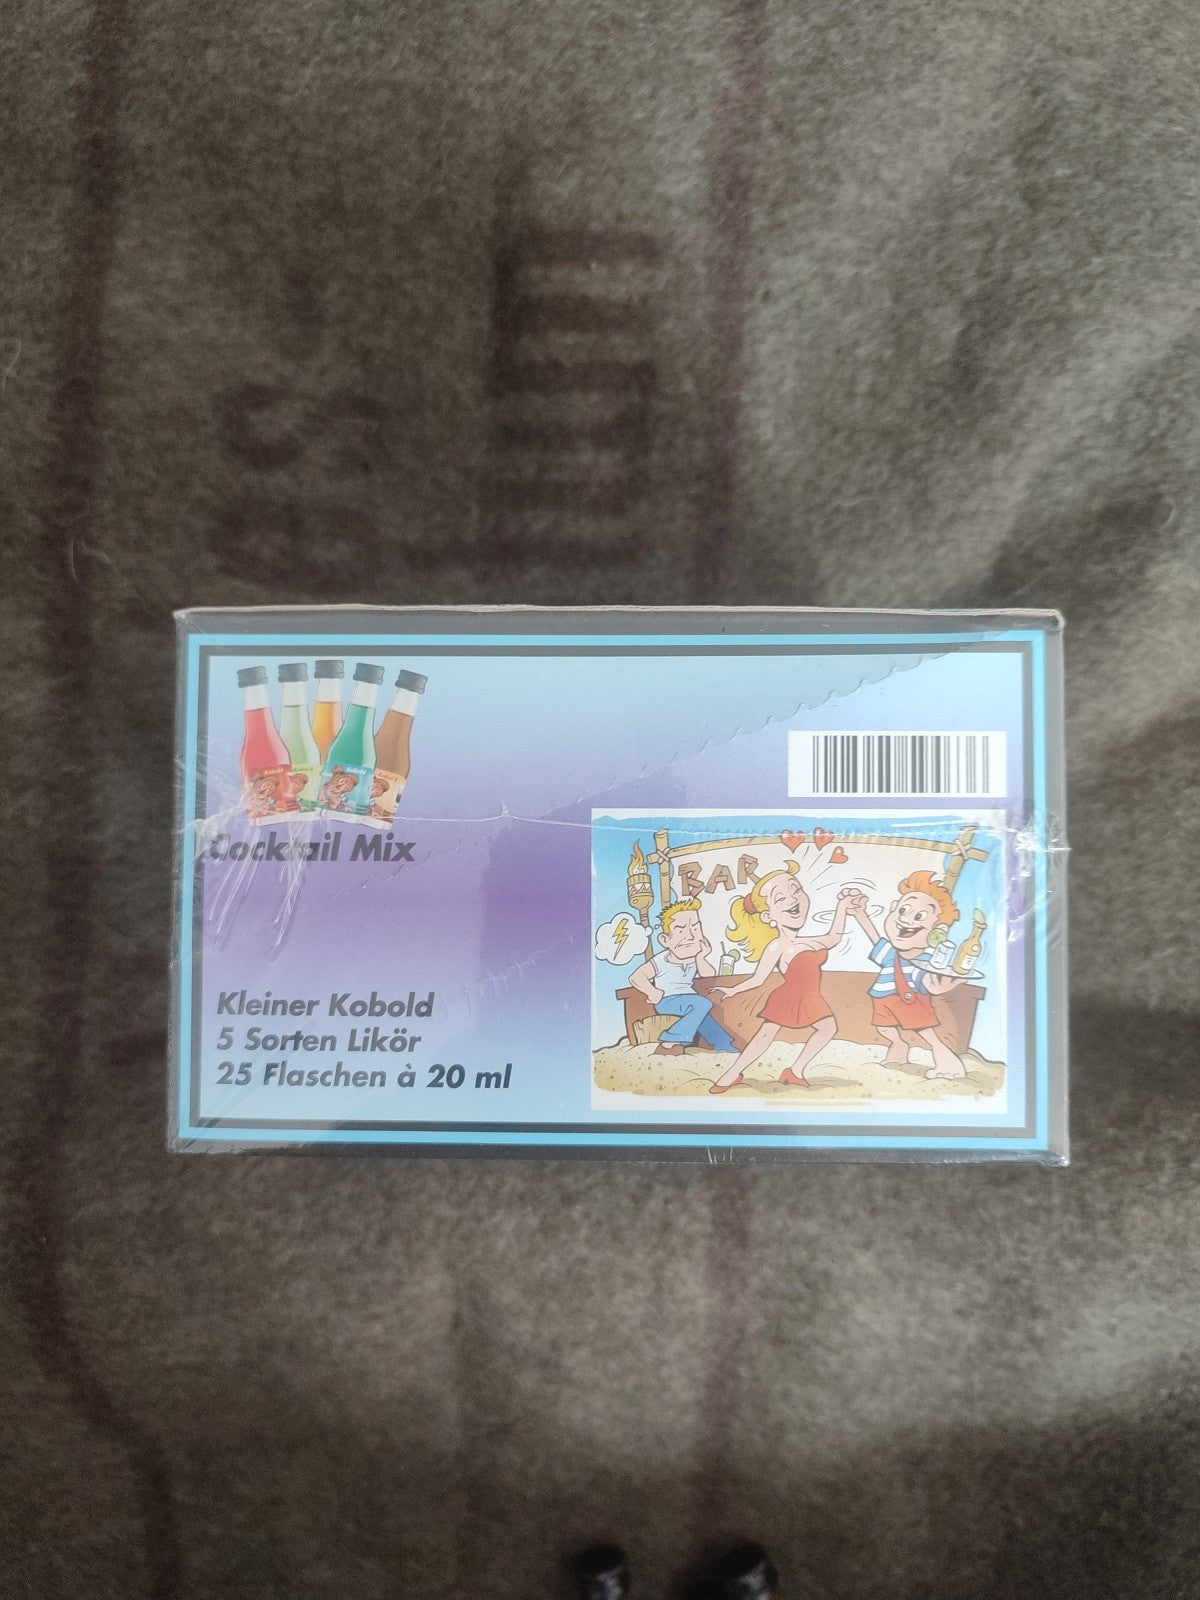 Cocktail Mix
Kleiner Kobold
5 Sorten Likör
25 Flaschen à 20 ml
BAR